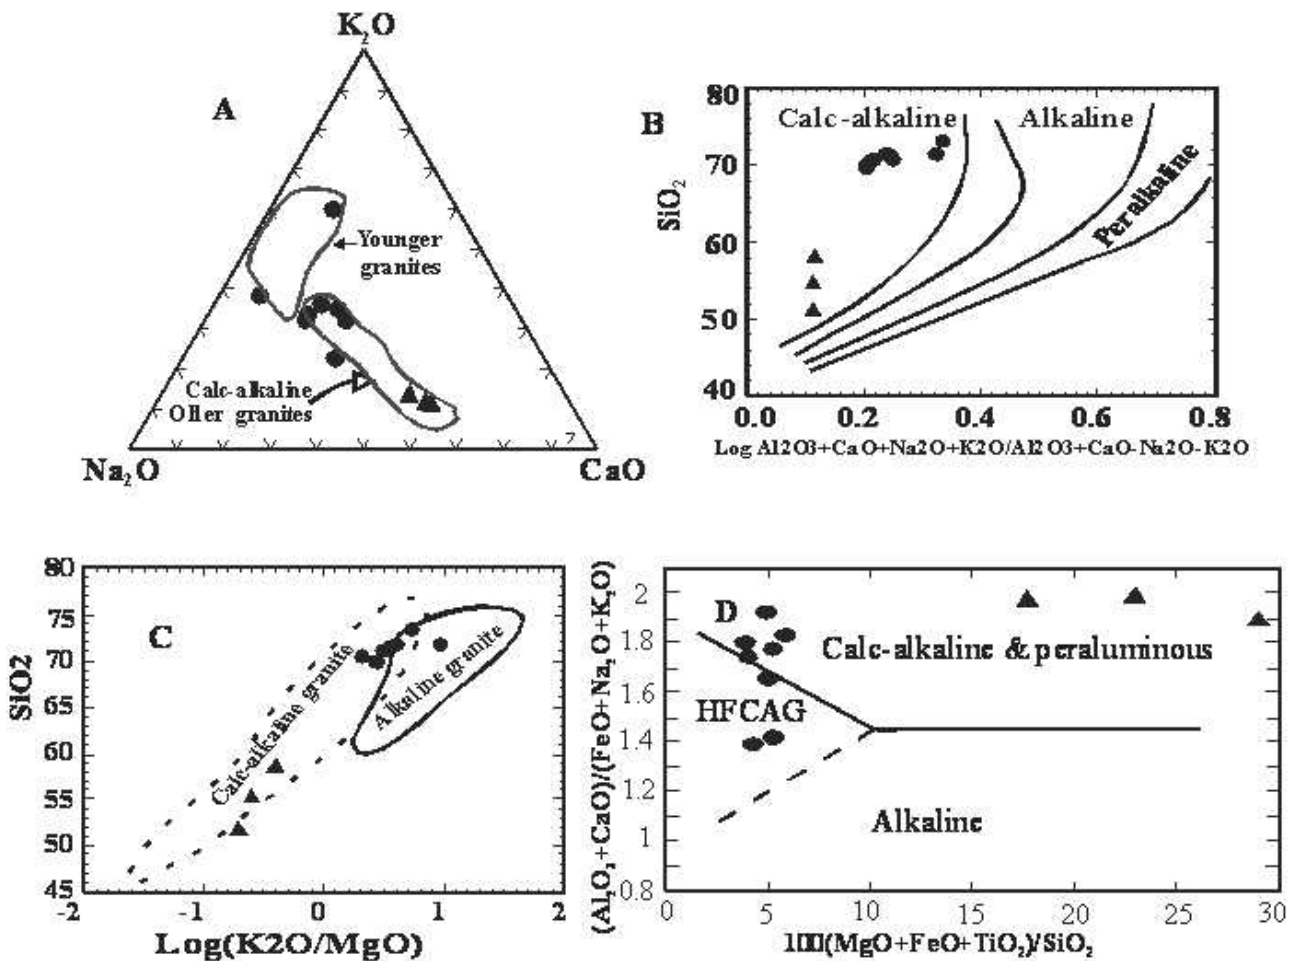 K₂O
A
Younger
granites
Calc-alkaline
Older granites
Na₂O
CaO
B
Calc-alkaline
Alkaline
Peralkaline
SiO₂
80
70
60
50
40
0.0 0.2 0.4 0.6 0.8
Log Al2O3+CaO+Na2O+K2O/Al2O3+CaO-Na2O-K2O
C
Calc-alkaline granite
Alkaline granite
SiO2
80
75
70
65
60
55
50
45
-2 -1 0 1 2
Log(K2O/MgO)
D
Calc-alkaline & peraluminous
HFCAG
Alkaline
(Al₂O₃+CaO)/(FeO+Na₂O+K₂O)
2
1.8
1.6
1.4
1.2
1
0.8
0 5 10 15 20 25 30
(MgO+FeO+TiO₂)/SiO₂